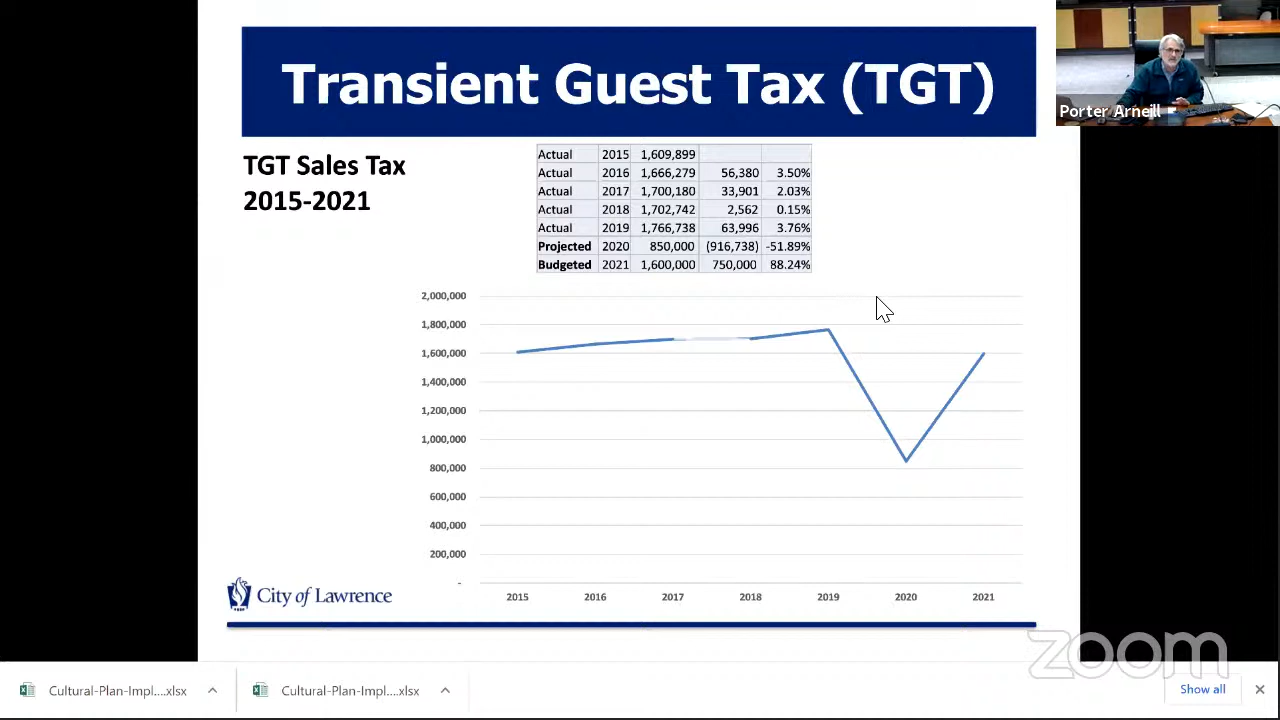 Transient Guest Tax (TGT)
Porter Arneill
TGT Sales Tax
2015-2021
Actual 2015 1,609,899
Actual 2016 1,666,279 56,380 3.50%
Actual 2017 1,700,180 33,901 2.03%
Actual 2018 1,702,742 2,562 0.15%
Actual 2019 1,766,738 63,996 3.76%
Projected 2020 850,000 (916,738) -51.89%
Budgeted 2021 1,600,000 750,000 88.24%
2,000,000
1,800,000
1,600,000
1,400,000
1,200,000
1,000,000
800,000
600,000
400,000
200,000
-
2015 2016 2017 2018 2019 2020 2021
City of Lawrence
zoom
Cultural-Plan-Impl....xlsx Cultural-Plan-Impl....xlsx Show all